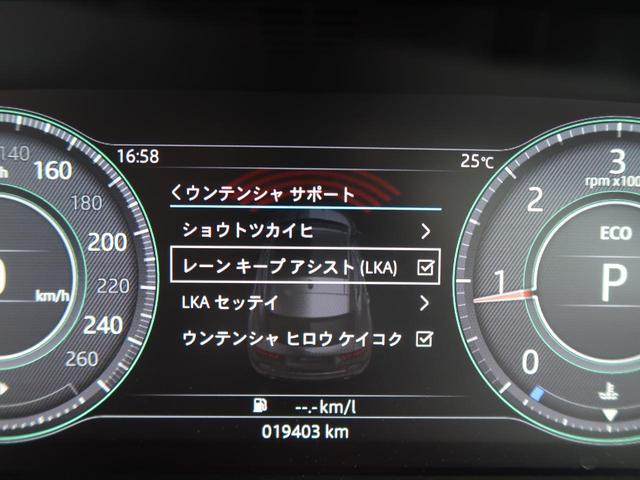 16:58
25℃
ウンテンシャ サポート
ショウトツカイヒ
レーン キープ アシスト (LKA)
LKA セッテイ
ウンテンシャ ヒロウ ケイコク
--.-km/l
019403 km
140
160
180
200
220
240
260
km/h
3
rpm x100
2
1
0
ECO
P